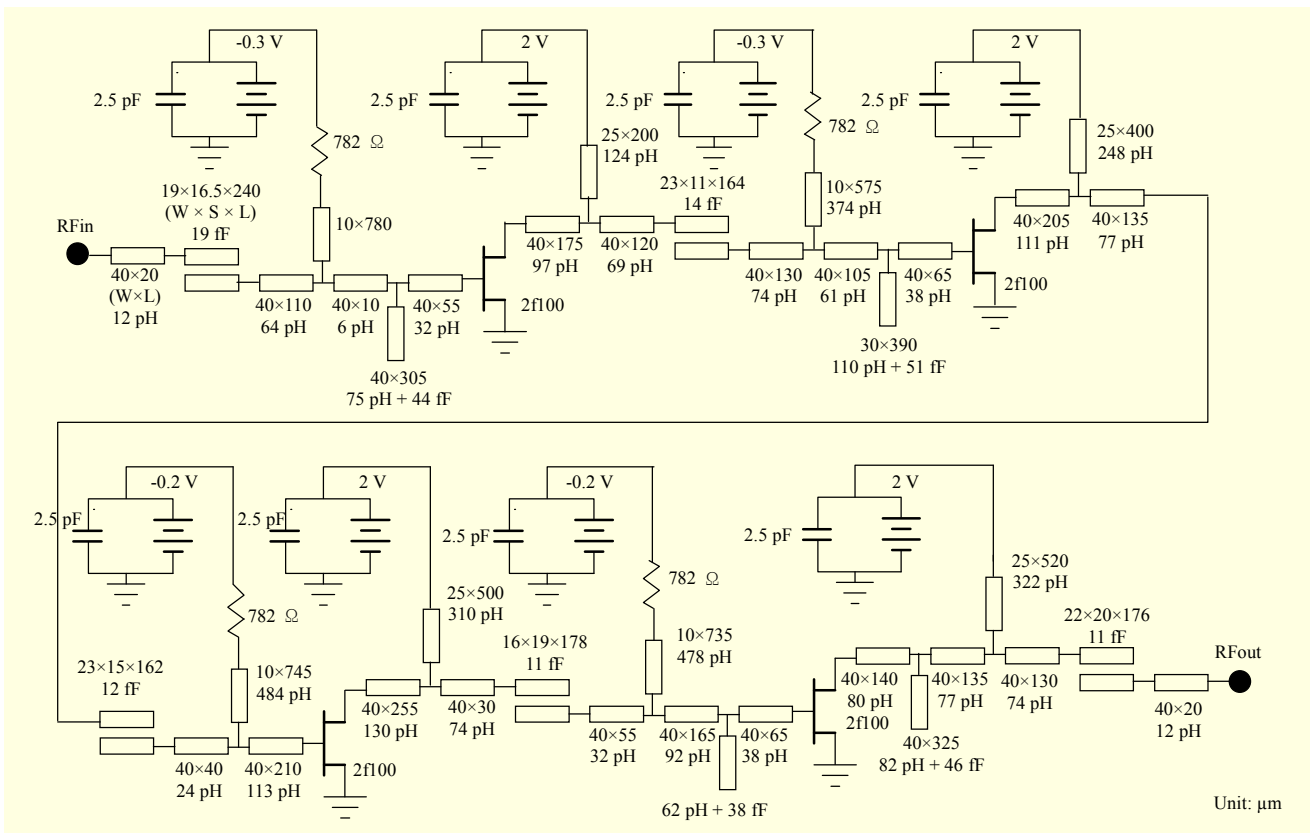 -0.3 V
2.5 pF
782 Ω
19×16.5×240
(W × S × L)
19 fF
RFin
40×20
(W×L)
12 pH
10×780
40×110
64 pH
40×10
6 pH
40×55
32 pH
40×305
75 pH + 44 fF
2f100
2 V
2.5 pF
25×200
124 pH
40×175
97 pH
40×120
69 pH
23×11×164
14 fF
-0.3 V
2.5 pF
782 Ω
10×575
374 pH
40×130
74 pH
40×105
61 pH
40×65
38 pH
30×390
110 pH + 51 fF
2f100
2 V
2.5 pF
25×400
248 pH
40×205
111 pH
40×135
77 pH
-0.2 V
2.5 pF
782 Ω
23×15×162
12 fF
10×745
484 pH
40×40
24 pH
40×210
113 pH
2f100
2 V
2.5 pF
25×500
310 pH
40×255
130 pH
40×30
74 pH
16×19×178
11 fF
-0.2 V
2.5 pF
782 Ω
10×735
478 pH
40×55
32 pH
40×165
92 pH
40×65
38 pH
62 pH + 38 fF
2 V
2.5 pF
25×520
322 pH
40×140
80 pH
2f100
40×135
77 pH
40×130
74 pH
40×325
82 pH + 46 fF
22×20×176
11 fF
RFout
40×20
12 pH
Unit: μm